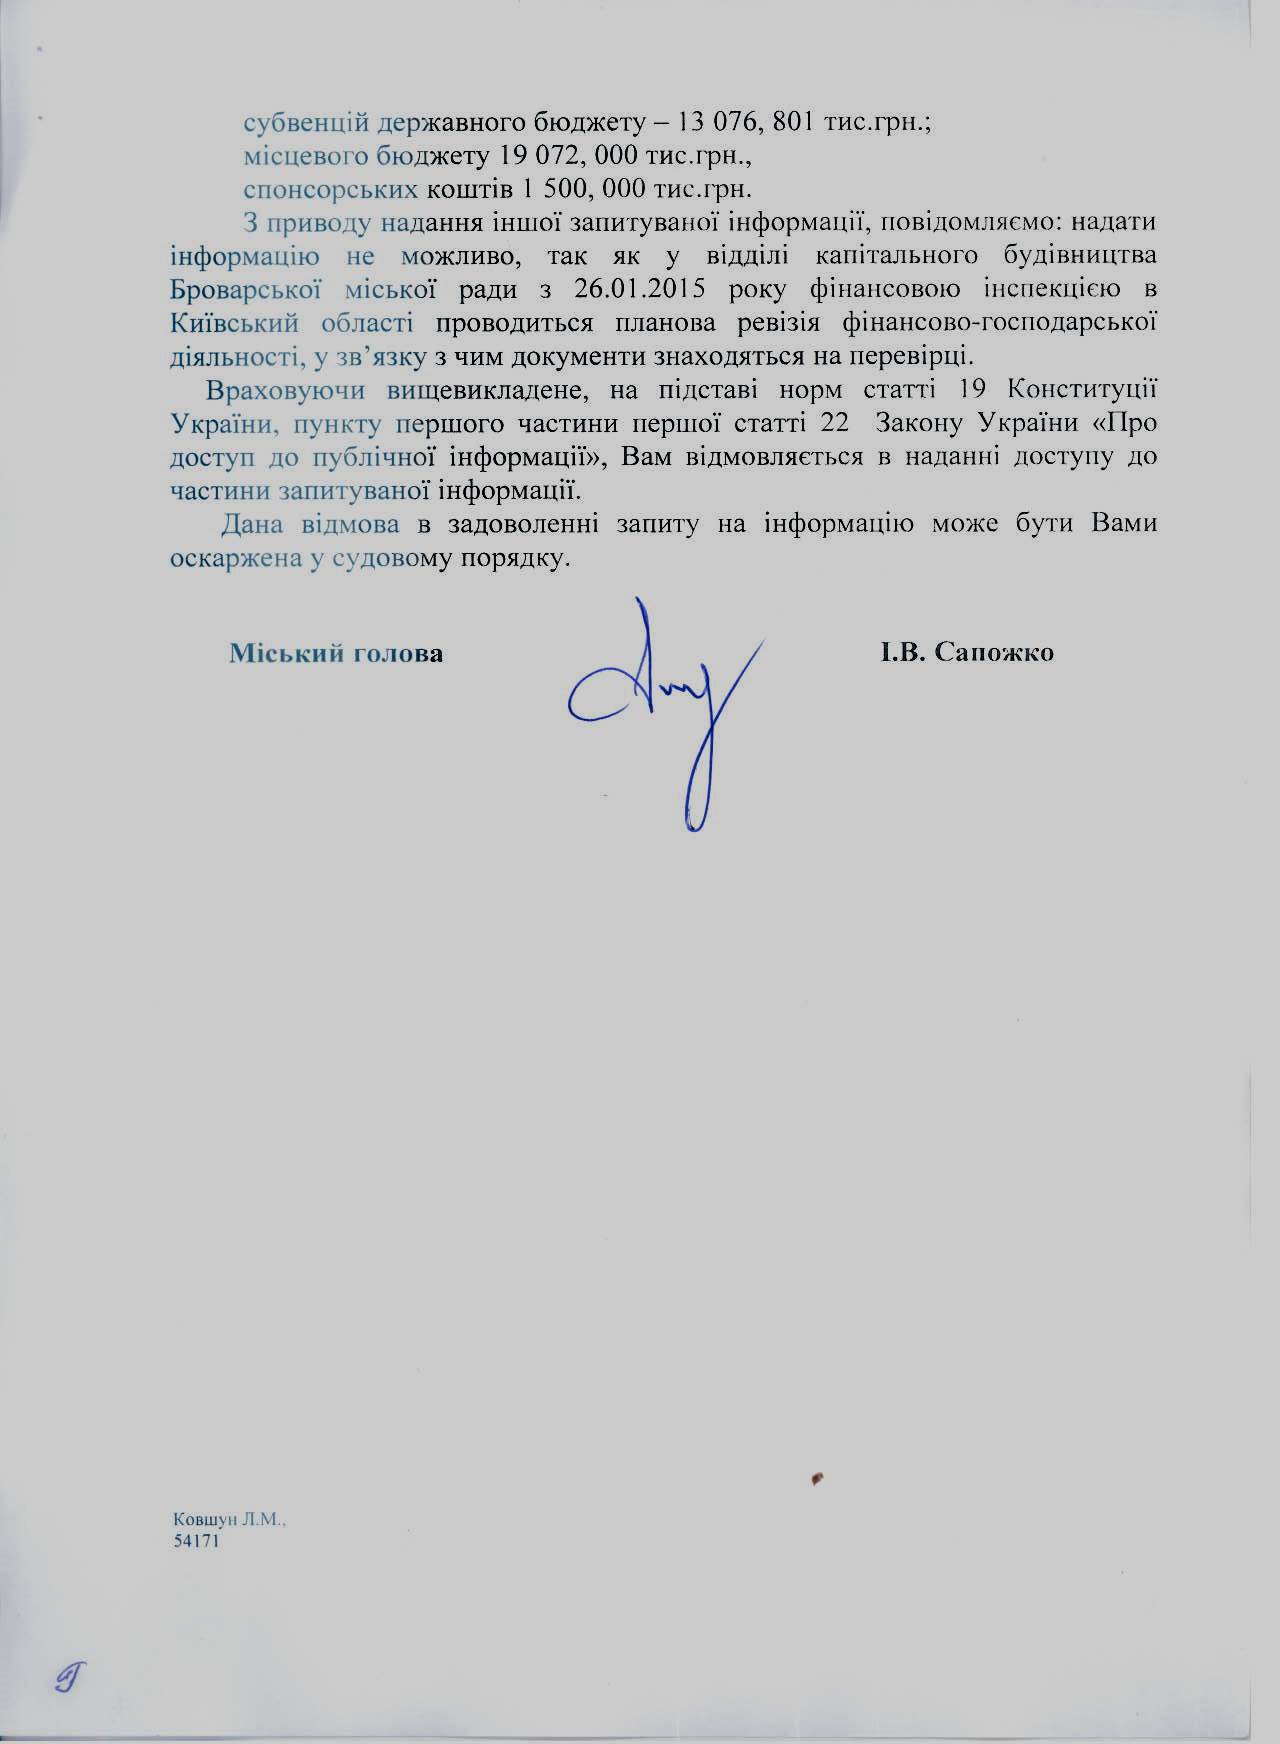 субвенцій державного бюджету – 13 076, 801 тис.грн.;
місцевого бюджету 19 072, 000 тис.грн.,
спонсорських коштів 1 500, 000 тис.грн.
З приводу надання іншої запитуваної інформації, повідомляємо: надати
інформацію не можливо, так як у відділі капітального будівництва
Броварської міської ради з 26.01.2015 року фінансовою інспекцією в
Київський області проводиться планова ревізія фінансово-господарської
діяльності, у зв’язку з чим документи знаходяться на перевірці.
Враховуючи вищевикладене, на підставі норм статті 19 Конституції
України, пункту першого частини першої статті 22 Закону України «Про
доступ до публічної інформації», Вам відмовляється в наданні доступу до
частини запитуваної інформації.
Дана відмова в задоволенні запиту на інформацію може бути Вами
оскаржена у судовому порядку.
Міський голова І.В. Сапожко
Ковшун Л.М.,
54171